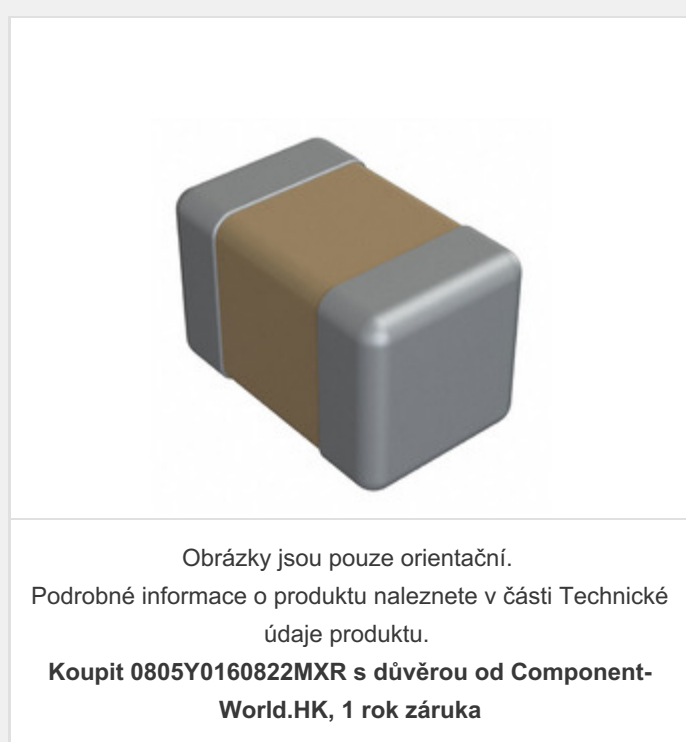 Obrázky jsou pouze orientační.
Podrobné informace o produktu naleznete v části Technické
údaje produktu.
Koupit 0805Y0160822MXR s důvěrou od Component-
World.HK, 1 rok záruka